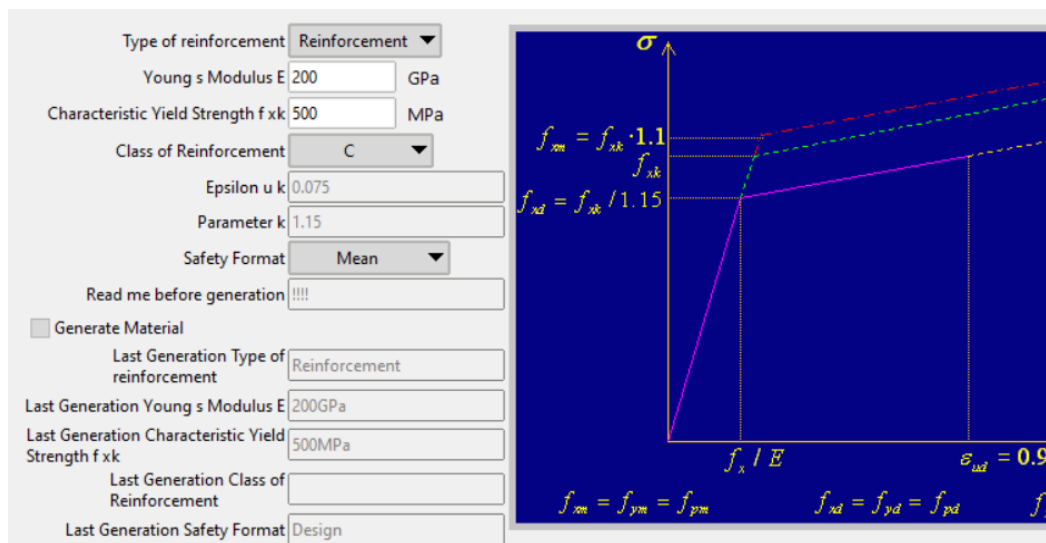 Type of reinforcement Reinforcement
Young s Modulus E 200 GPa
Characteristic Yield Strength f xk 500 MPa
Class of Reinforcement C
Epsilon u k 0.075
Parameter k 1.15
Safety Format Mean
Read me before generation !!!!
Generate Material
Last Generation Type of
reinforcement Reinforcement
Last Generation Young s Modulus E 200GPa
Last Generation Characteristic Yield
Strength f xk 500MPa
Last Generation Class of
Reinforcement
Last Generation Safety Format Design
σ
f_xm = f_xk·1.1
f_xk
f_xd = f_xk / 1.15
f_x / E
ε_ud = 0.9
f_xm = f_ym = f_pm
f_xd = f_yd = f_pd